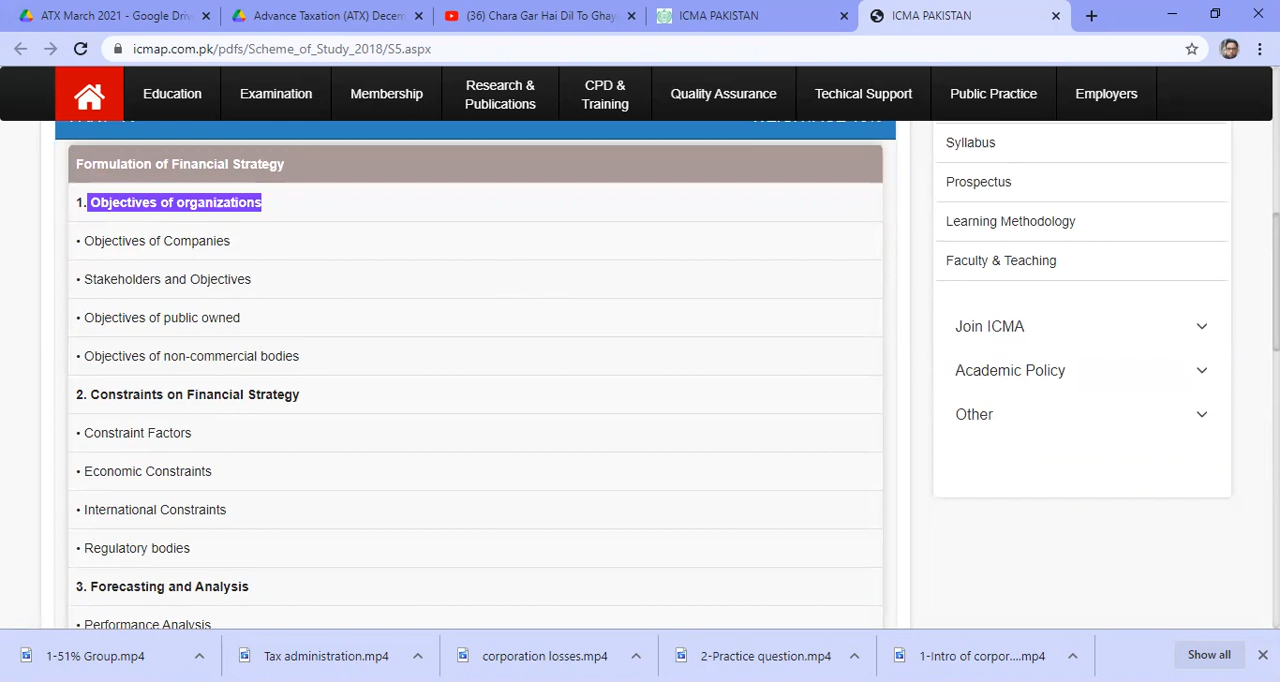 ATX March 2021 - Google Dri
Advance Taxation (ATX) Decem
(36) Chara Gar Hai Dil To Ghay
ICMA PAKISTAN
ICMA PAKISTAN
icmap.com.pk/pdfs/Scheme_of_Study_2018/S5.aspx
Education
Examination
Membership
Research &
Publications
CPD &
Training
Quality Assurance
Techical Support
Public Practice
Employers
Formulation of Financial Strategy
1. Objectives of organizations
• Objectives of Companies
• Stakeholders and Objectives
• Objectives of public owned
• Objectives of non-commercial bodies
2. Constraints on Financial Strategy
• Constraint Factors
• Economic Constraints
• International Constraints
• Regulatory bodies
3. Forecasting and Analysis
• Performance Analysis
Syllabus
Prospectus
Learning Methodology
Faculty & Teaching
Join ICMA
Academic Policy
Other
1-51% Group.mp4
Tax administration.mp4
corporation losses.mp4
2-Practice question.mp4
1-Intro of corpor....mp4
Show all